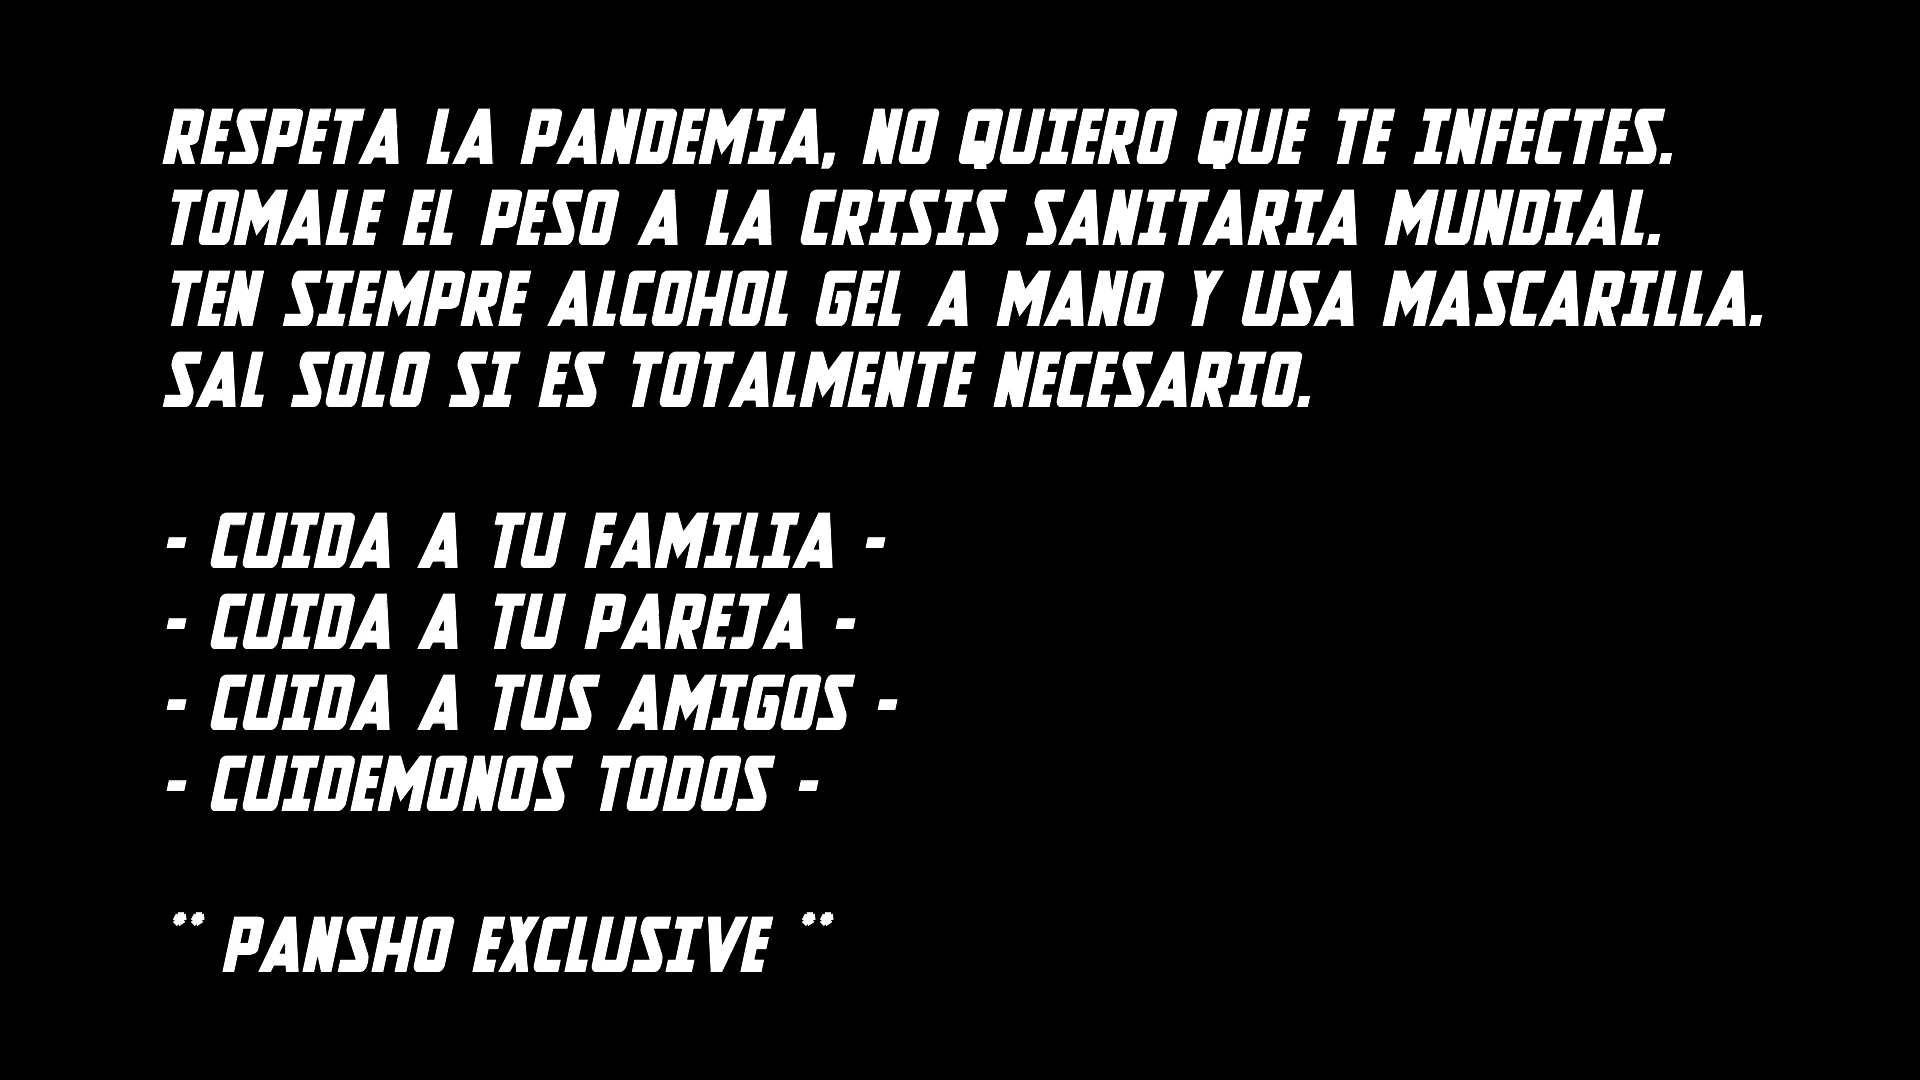 RESPETA LA PANDEMIA, NO QUIERO QUE TE INFECTES.
TOMALE EL PESO A LA CRISIS SANITARIA MUNDIAL.
TEN SIEMPRE ALCOHOL GEL A MANO Y USA MASCARILLA.
SAL SOLO SI ES TOTALMENTE NECESARIO.
- CUIDA A TU FAMILIA -
- CUIDA A TU PAREJA -
- CUIDA A TUS AMIGOS -
- CUIDEMONOS TODOS -
¨ PANSHO EXCLUSIVE ¨